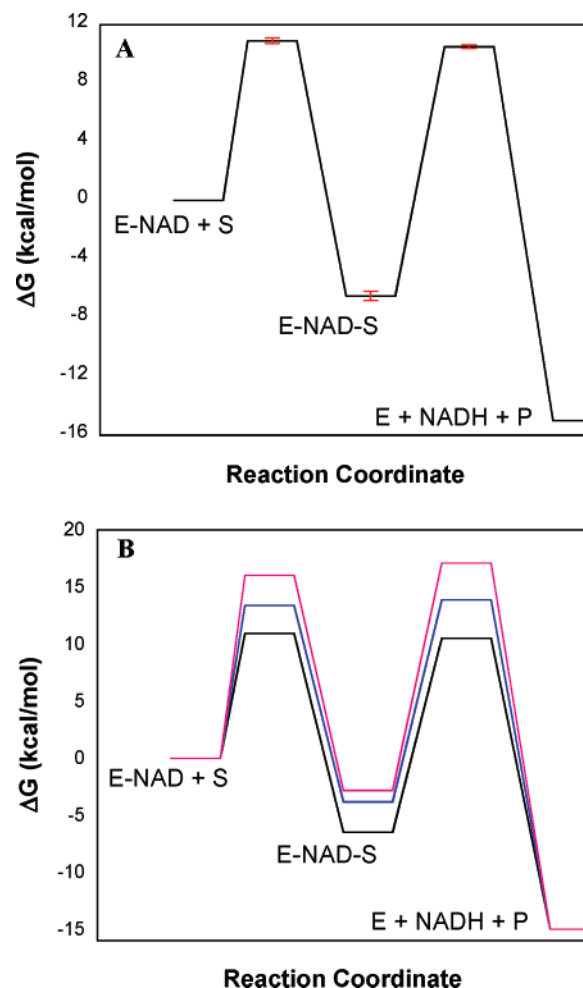 12
A
8
4
ΔG (kcal/mol)
0
E-NAD + S
-4
E-NAD-S
-8
-12
E + NADH + P
-16
Reaction Coordinate
20
B
15
10
5
ΔG (kcal/mol)
0
E-NAD + S
-5
E-NAD-S
-10
E + NADH + P
-15
Reaction Coordinate